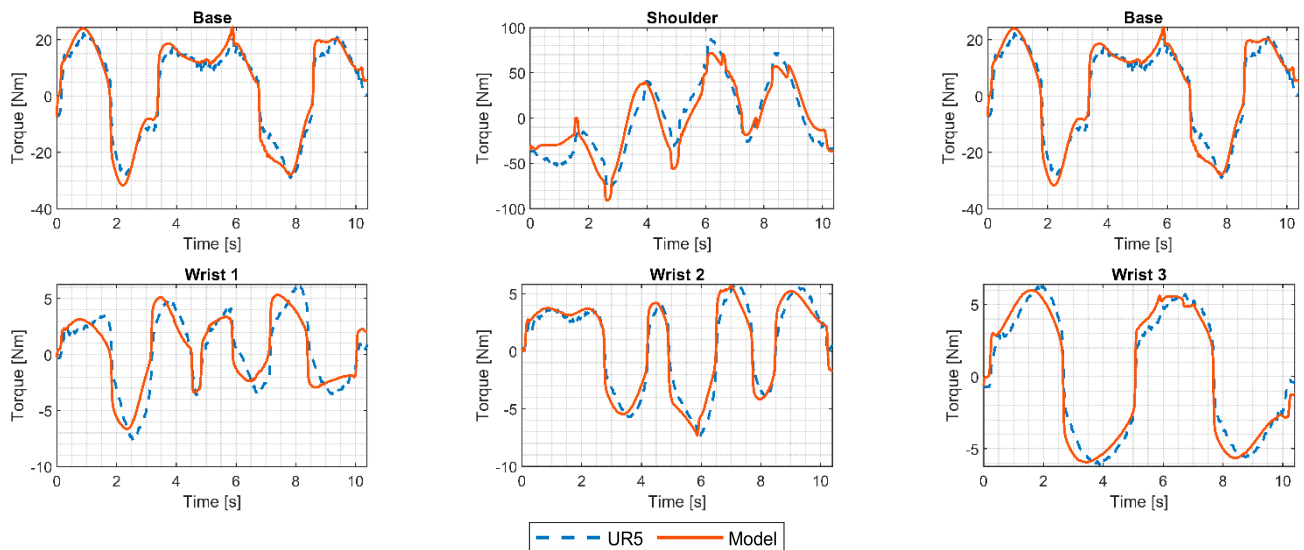 Base
Shoulder
Base
Torque [Nm]
20
0
-20
-40
0 2 4 6 8 10
Time [s]
Torque [Nm]
100
50
0
-50
-100
0 2 4 6 8 10
Time [s]
Torque [Nm]
20
0
-20
-40
0 2 4 6 8 10
Time [s]
Wrist 1
Wrist 2
Wrist 3
Torque [Nm]
5
0
-5
-10
0 2 4 6 8 10
Time [s]
Torque [Nm]
5
0
-5
-10
0 2 4 6 8 10
Time [s]
Torque [Nm]
5
0
-5
0 2 4 6 8 10
Time [s]
UR5 Model